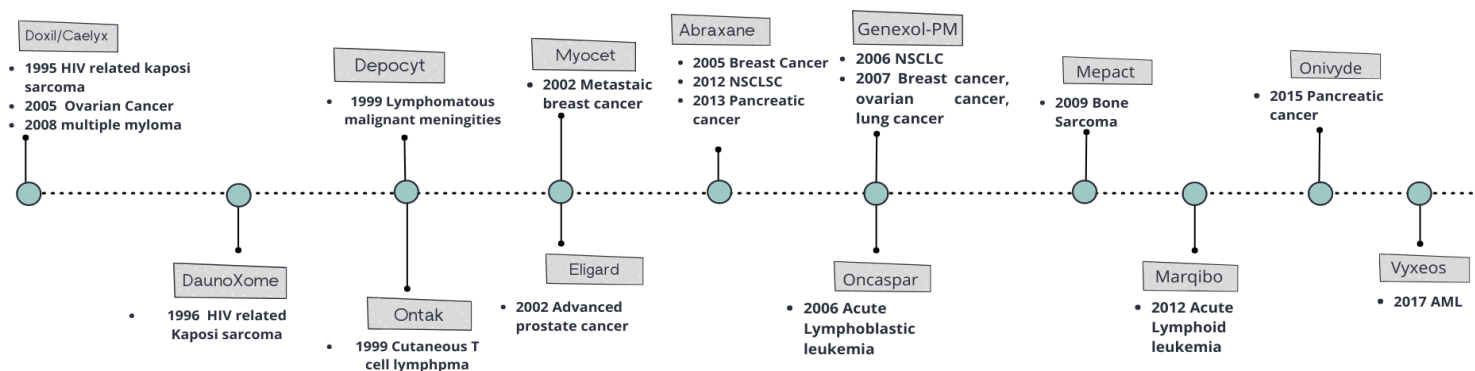 Doxil/Caelyx
• 1995 HIV related kaposi
sarcoma
• 2005 Ovarian Cancer
• 2008 multiple myloma
DaunoXome
• 1996 HIV related
Kaposi sarcoma
Depocyt
• 1999 Lymphomatous
malignant meningities
Ontak
• 1999 Cutaneous T
cell lymphpma
Myocet
• 2002 Metastaic
breast cancer
Eligard
• 2002 Advanced
prostate cancer
Abraxane
• 2005 Breast Cancer
• 2012 NSCLSC
• 2013 Pancreatic
cancer
Genexol-PM
• 2006 NSCLC
• 2007 Breast cancer,
ovarian cancer,
lung cancer
Oncaspar
• 2006 Acute
Lymphoblastic
leukemia
Mepact
• 2009 Bone
Sarcoma
Marqibo
• 2012 Acute
Lymphoid
leukemia
Onivyde
• 2015 Pancreatic
cancer
Vyxeos
• 2017 AML